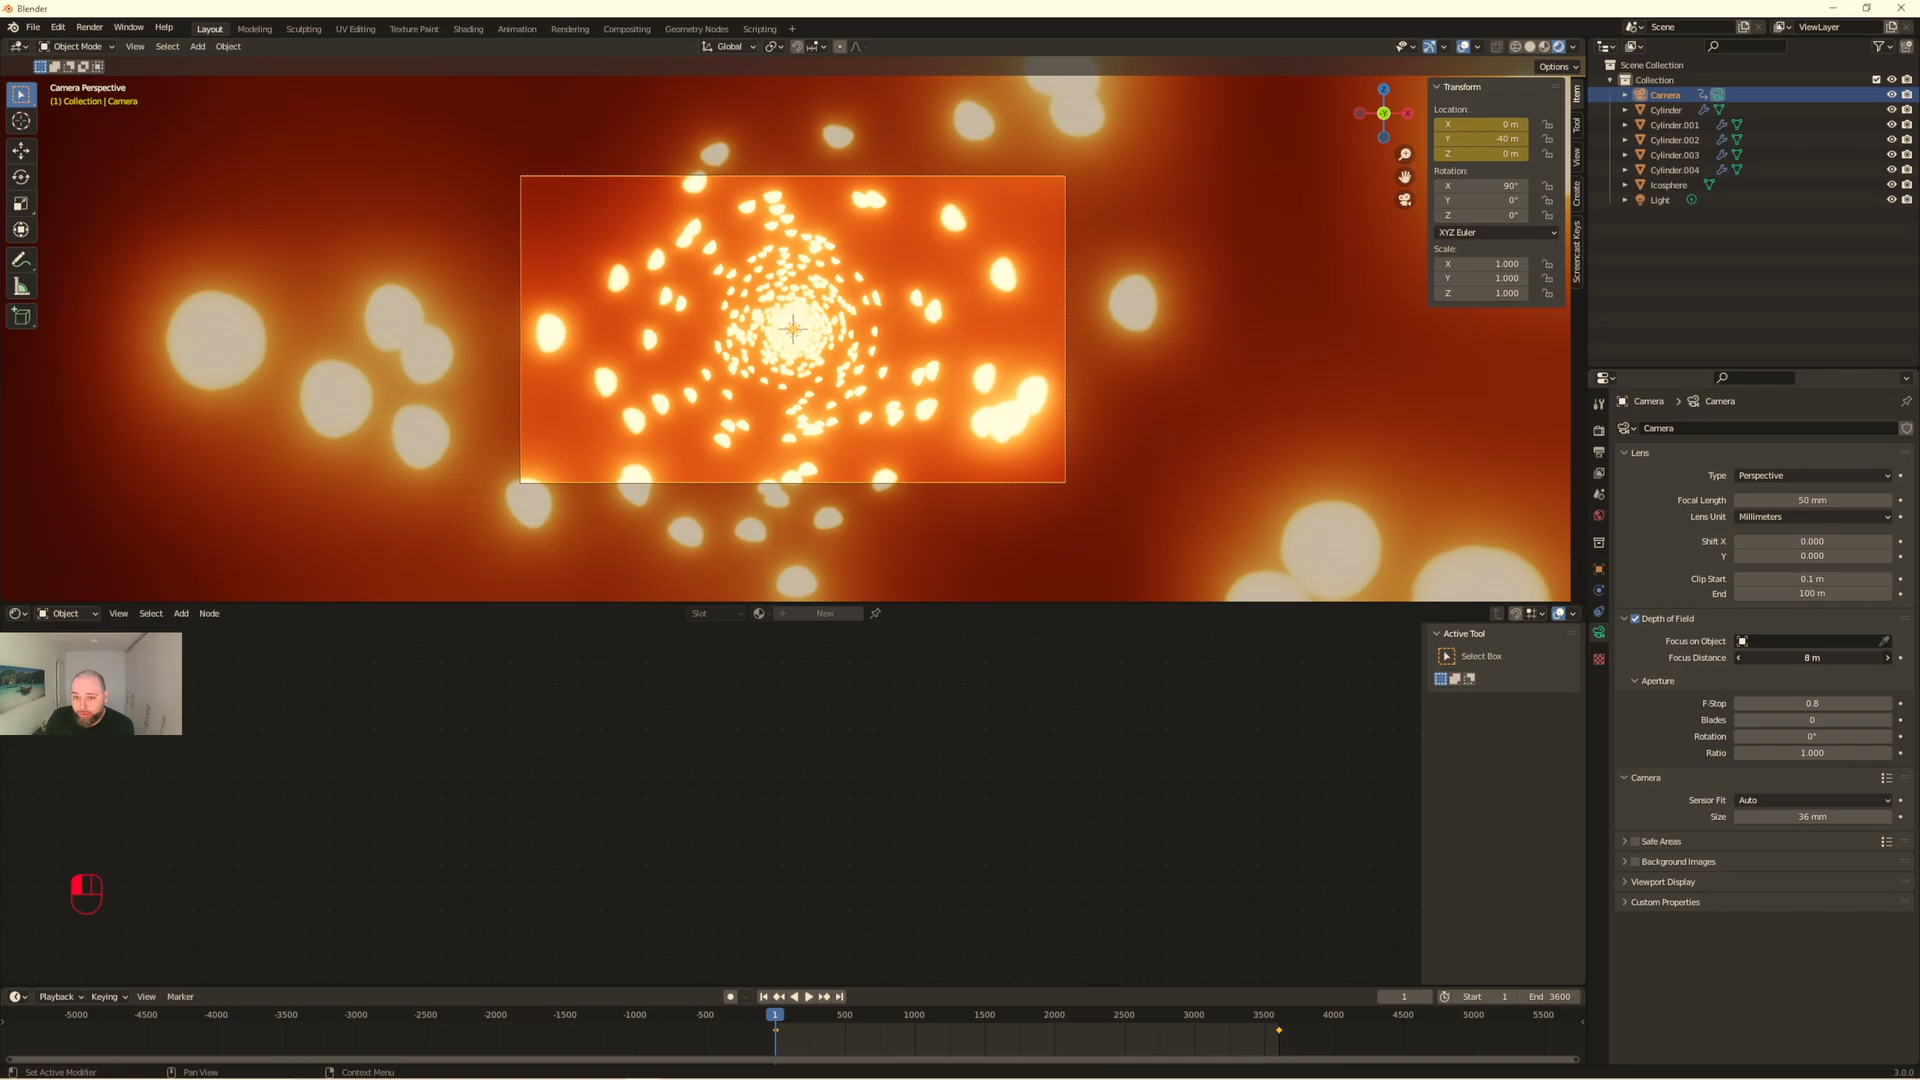 Blender
File Edit Render Window Help
Layout Modeling Sculpting UV Editing Texture Paint Shading Animation Rendering Compositing Geometry Nodes Scripting +
Scene
ViewLayer
Object Mode View Select Add Object
Global
Options
Camera Perspective
(1) Collection | Camera
Z
Y
X
Transform
Location:
X 0 m
Y -40 m
Z 0 m
Rotation:
X 90°
Y 0°
Z 0°
XYZ Euler
Scale:
X 1.000
Y 1.000
Z 1.000
Item
Tool
View
Create
Screencast Keys
Scene Collection
Collection
Camera
Cylinder
Cylinder.001
Cylinder.002
Cylinder.003
Cylinder.004
Icosphere
Light
Camera > Camera
Camera
Lens
Type Perspective
Focal Length 50 mm
Lens Unit Millimeters
Shift X 0.000
Y 0.000
Clip Start 0.1 m
End 100 m
Depth of Field
Focus on Object
Focus Distance 8 m
Aperture
F-Stop 0.8
Blades 0
Rotation 0°
Ratio 1.000
Camera
Sensor Fit Auto
Size 36 mm
Safe Areas
Background Images
Viewport Display
Custom Properties
Object View Select Add Node
Slot
New
Active Tool
Select Box
Playback Keying View Marker
1 Start 1 End 3600
-5000 -4500 -4000 -3500 -3000 -2500 -2000 -1500 -1000 -500 1 500 1000 1500 2000 2500 3000 3500 4000 4500 5000 5500
Set Active Modifier Pan View Context Menu
3.0.0